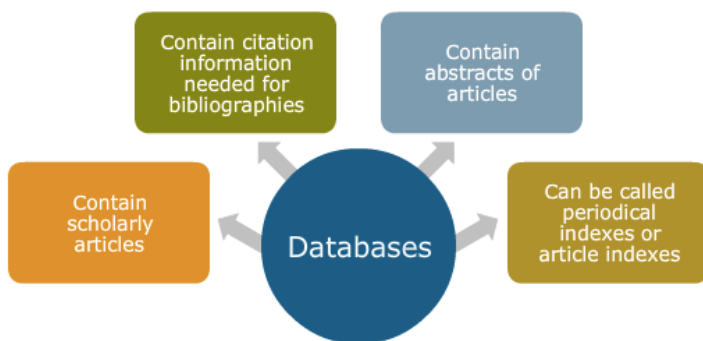 Contain citation
information
needed for
bibliographies
Contain
abstracts of
articles
Contain
scholarly
articles
Can be called
periodical
indexes or
article indexes
Databases